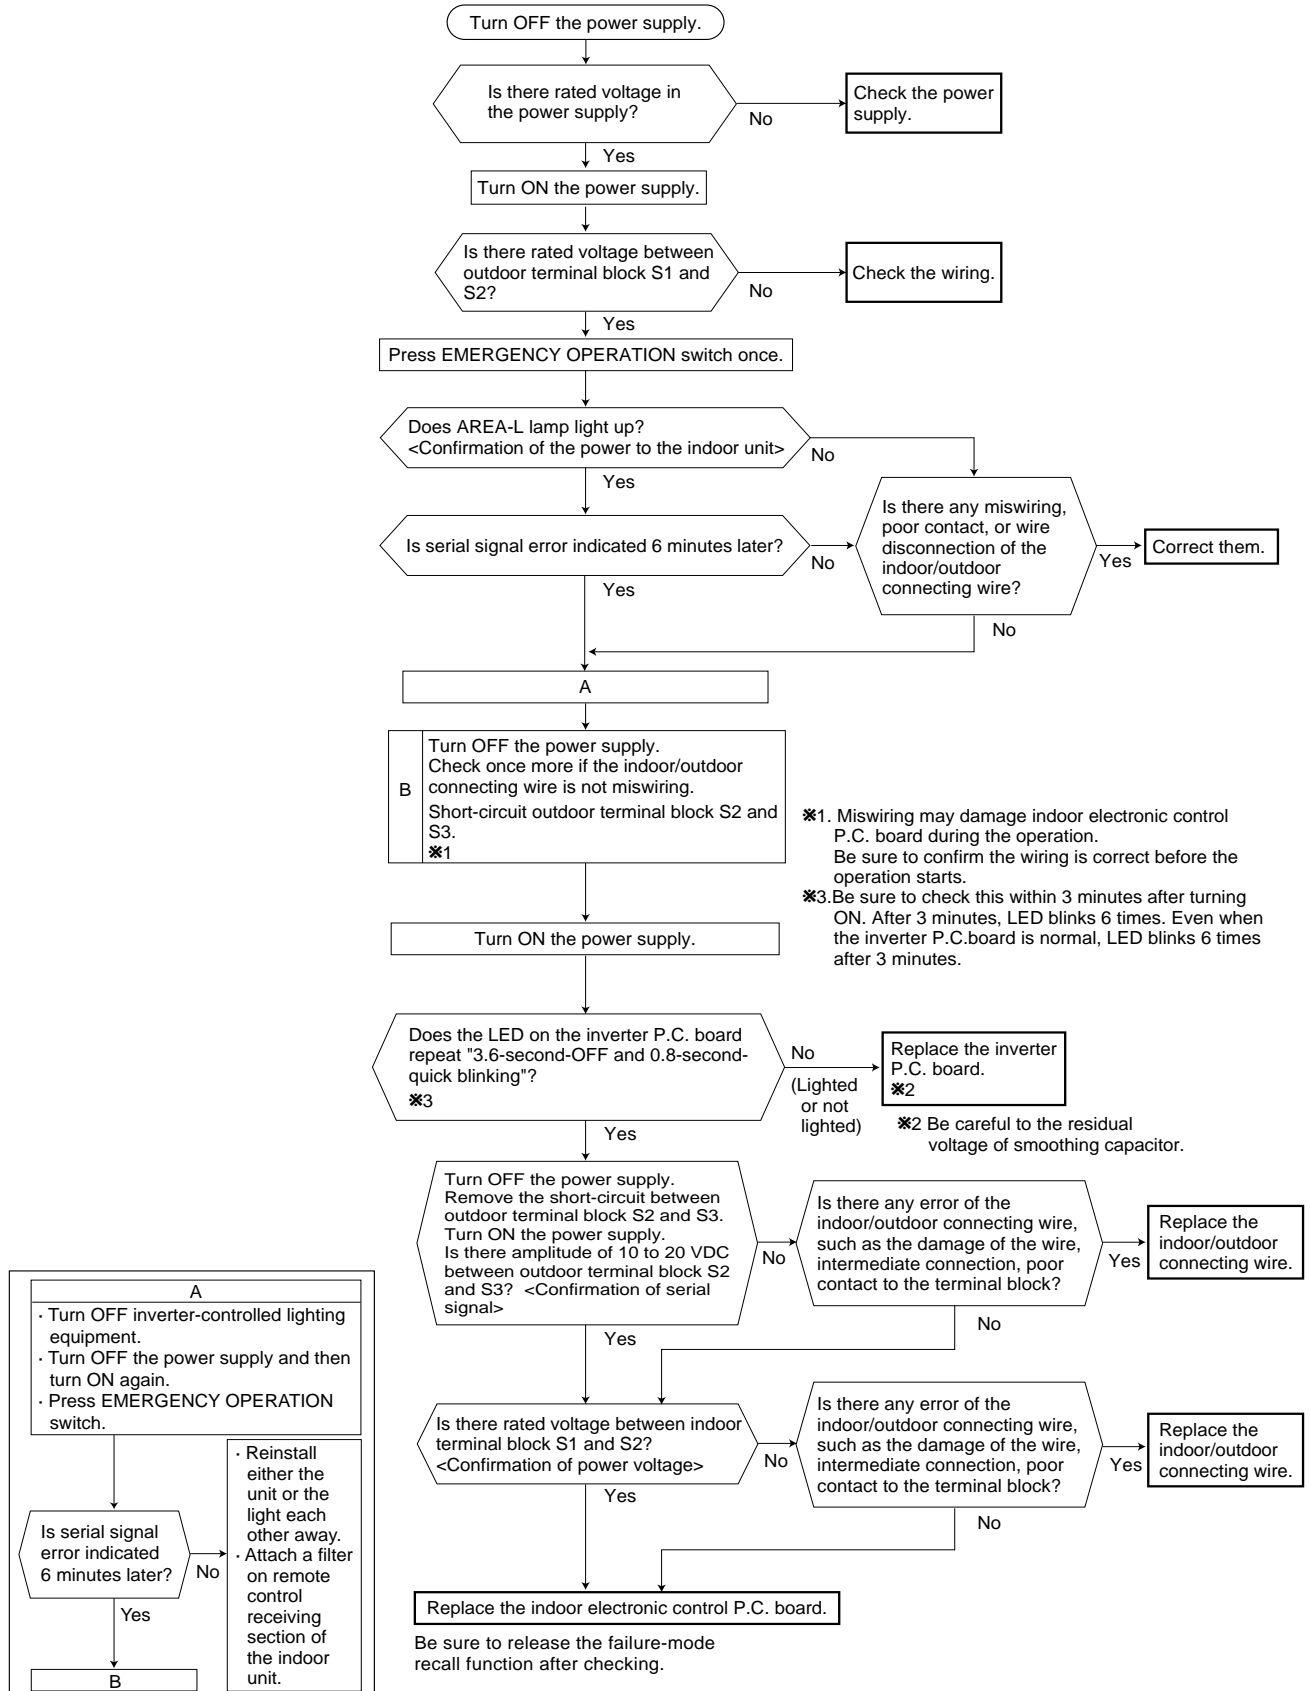 Turn OFF the power supply.
Is there rated voltage in
the power supply?
No
Check the power
supply.
Yes
Turn ON the power supply.
Is there rated voltage between
outdoor terminal block S1 and
S2?
No
Check the wiring.
Yes
Press EMERGENCY OPERATION switch once.
Does AREA-L lamp light up?
<Confirmation of the power to the indoor unit>
No
Yes
Is there any miswiring,
poor contact, or wire
disconnection of the
indoor/outdoor
connecting wire?
Is serial signal error indicated 6 minutes later?
No
Yes
Correct them.
Yes
No
A
B
Turn OFF the power supply.
Check once more if the indoor/outdoor
connecting wire is not miswiring.
Short-circuit outdoor terminal block S2 and
S3.
※1
※1. Miswiring may damage indoor electronic control
P.C. board during the operation.
Be sure to confirm the wiring is correct before the
operation starts.
※3.Be sure to check this within 3 minutes after turning
ON. After 3 minutes, LED blinks 6 times. Even when
the inverter P.C.board is normal, LED blinks 6 times
after 3 minutes.
Turn ON the power supply.
Does the LED on the inverter P.C. board
repeat "3.6-second-OFF and 0.8-second-
quick blinking"?
※3
No
(Lighted
or not
lighted)
Replace the inverter
P.C. board.
※2
※2 Be careful to the residual
voltage of smoothing capacitor.
Yes
Turn OFF the power supply.
Remove the short-circuit between
outdoor terminal block S2 and S3.
Turn ON the power supply.
Is there amplitude of 10 to 20 VDC
between outdoor terminal block S2
and S3? <Confirmation of serial
signal>
No
Is there any error of the
indoor/outdoor connecting wire,
such as the damage of the wire,
intermediate connection, poor
contact to the terminal block?
Yes
Replace the
indoor/outdoor
connecting wire.
Yes
No
Is there rated voltage between indoor
terminal block S1 and S2?
<Confirmation of power voltage>
No
Is there any error of the
indoor/outdoor connecting wire,
such as the damage of the wire,
intermediate connection, poor
contact to the terminal block?
Yes
Replace the
indoor/outdoor
connecting wire.
Yes
No
Replace the indoor electronic control P.C. board.
Be sure to release the failure-mode
recall function after checking.
A
· Turn OFF inverter-controlled lighting
equipment.
· Turn OFF the power supply and then
turn ON again.
· Press EMERGENCY OPERATION
switch.
Is serial signal
error indicated
6 minutes later?
No
· Reinstall
either the
unit or the
light each
other away.
· Attach a filter
on remote
control
receiving
section of
the indoor
unit.
Yes
B